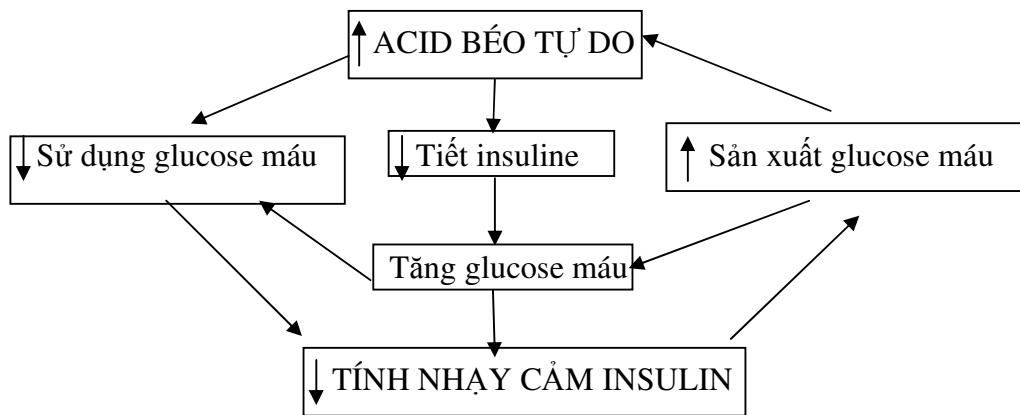 ACID BÉO TỰ DO
Sử dụng glucose máu
Tiết insuline
Sản xuất glucose máu
Tăng glucose máu
TÍNH NHẠY CẢM INSULIN